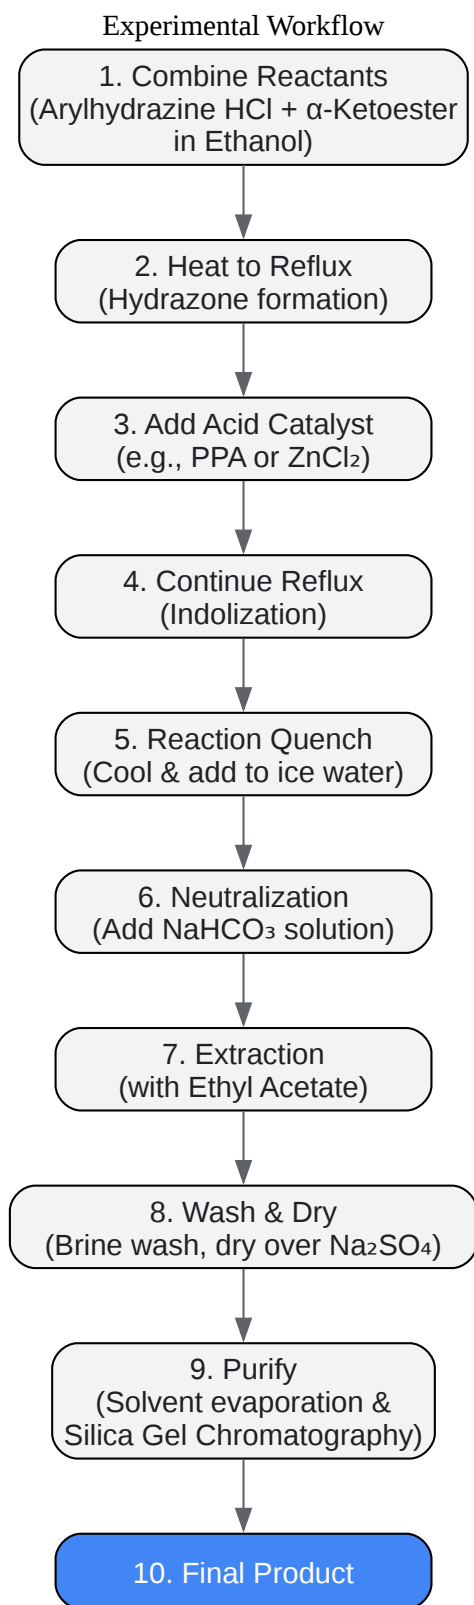 Experimental Workflow
1. Combine Reactants
(Arylhydrazine HCl + α-Ketoester
in Ethanol)
2. Heat to Reflux
(Hydrazone formation)
3. Add Acid Catalyst
(e.g., PPA or ZnCl₂)
4. Continue Reflux
(Indolization)
5. Reaction Quench
(Cool & add to ice water)
6. Neutralization
(Add NaHCO₃ solution)
7. Extraction
(with Ethyl Acetate)
8. Wash & Dry
(Brine wash, dry over Na₂SO₄)
9. Purify
(Solvent evaporation &
Silica Gel Chromatography)
10. Final Product